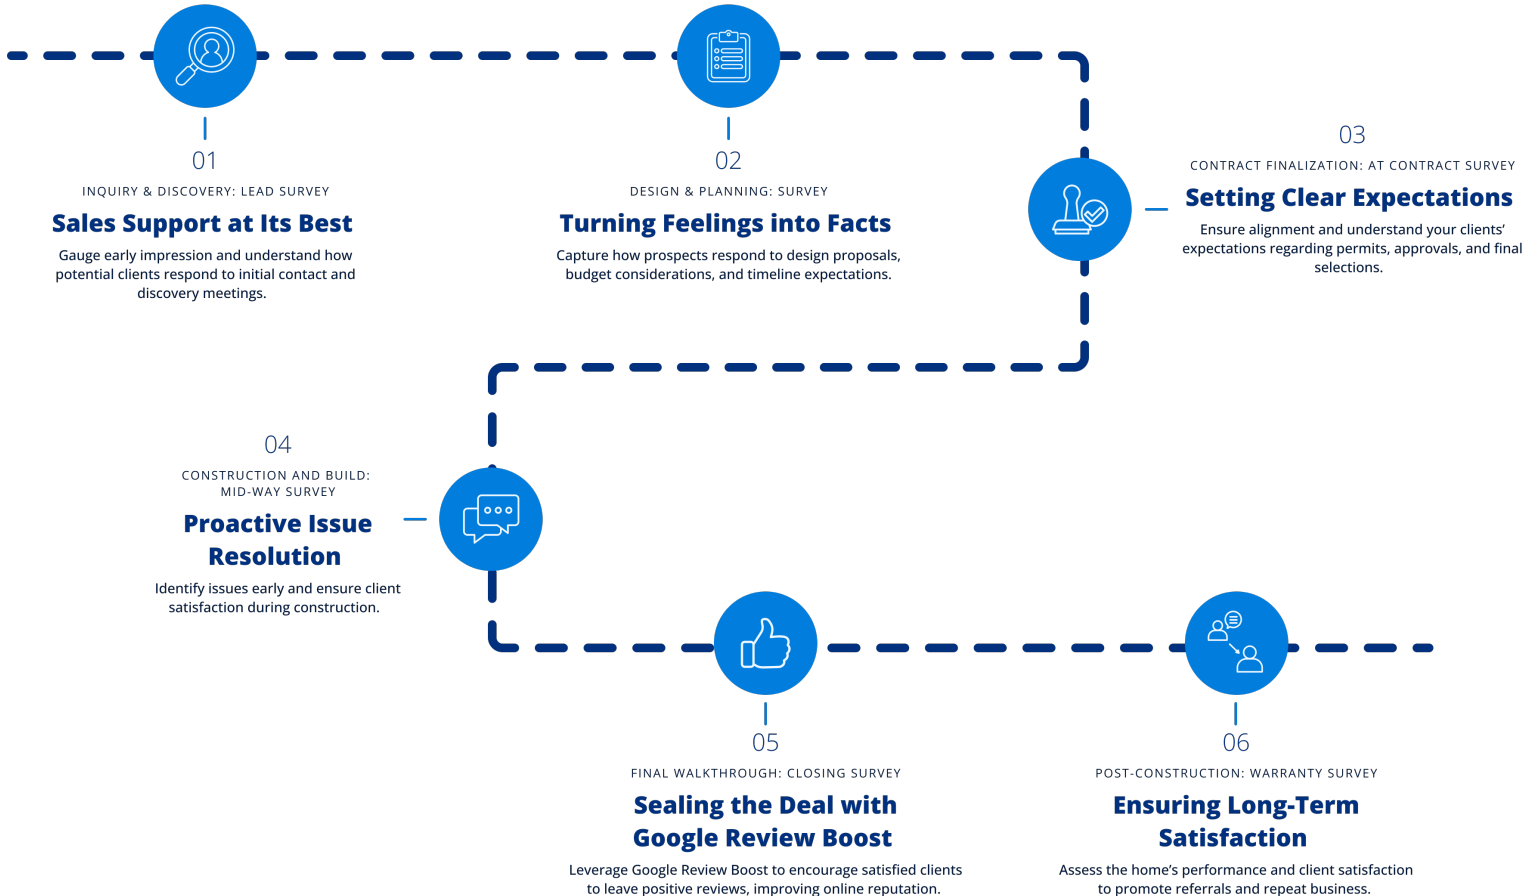 01
INQUIRY & DISCOVERY: LEAD SURVEY
Sales Support at Its Best
Gauge early impression and understand how
potential clients respond to initial contact and
discovery meetings.
02
DESIGN & PLANNING: SURVEY
Turning Feelings into Facts
Capture how prospects respond to design proposals,
budget considerations, and timeline expectations.
03
CONTRACT FINALIZATION: AT CONTRACT SURVEY
Setting Clear Expectations
Ensure alignment and understand your clients’
expectations regarding permits, approvals, and final
selections.
04
CONSTRUCTION AND BUILD:
MID-WAY SURVEY
Proactive Issue
Resolution
Identify issues early and ensure client
satisfaction during construction.
05
FINAL WALKTHROUGH: CLOSING SURVEY
Sealing the Deal with
Google Review Boost
Leverage Google Review Boost to encourage satisfied clients
to leave positive reviews, improving online reputation.
06
POST-CONSTRUCTION: WARRANTY SURVEY
Ensuring Long-Term
Satisfaction
Assess the home’s performance and client satisfaction
to promote referrals and repeat business.